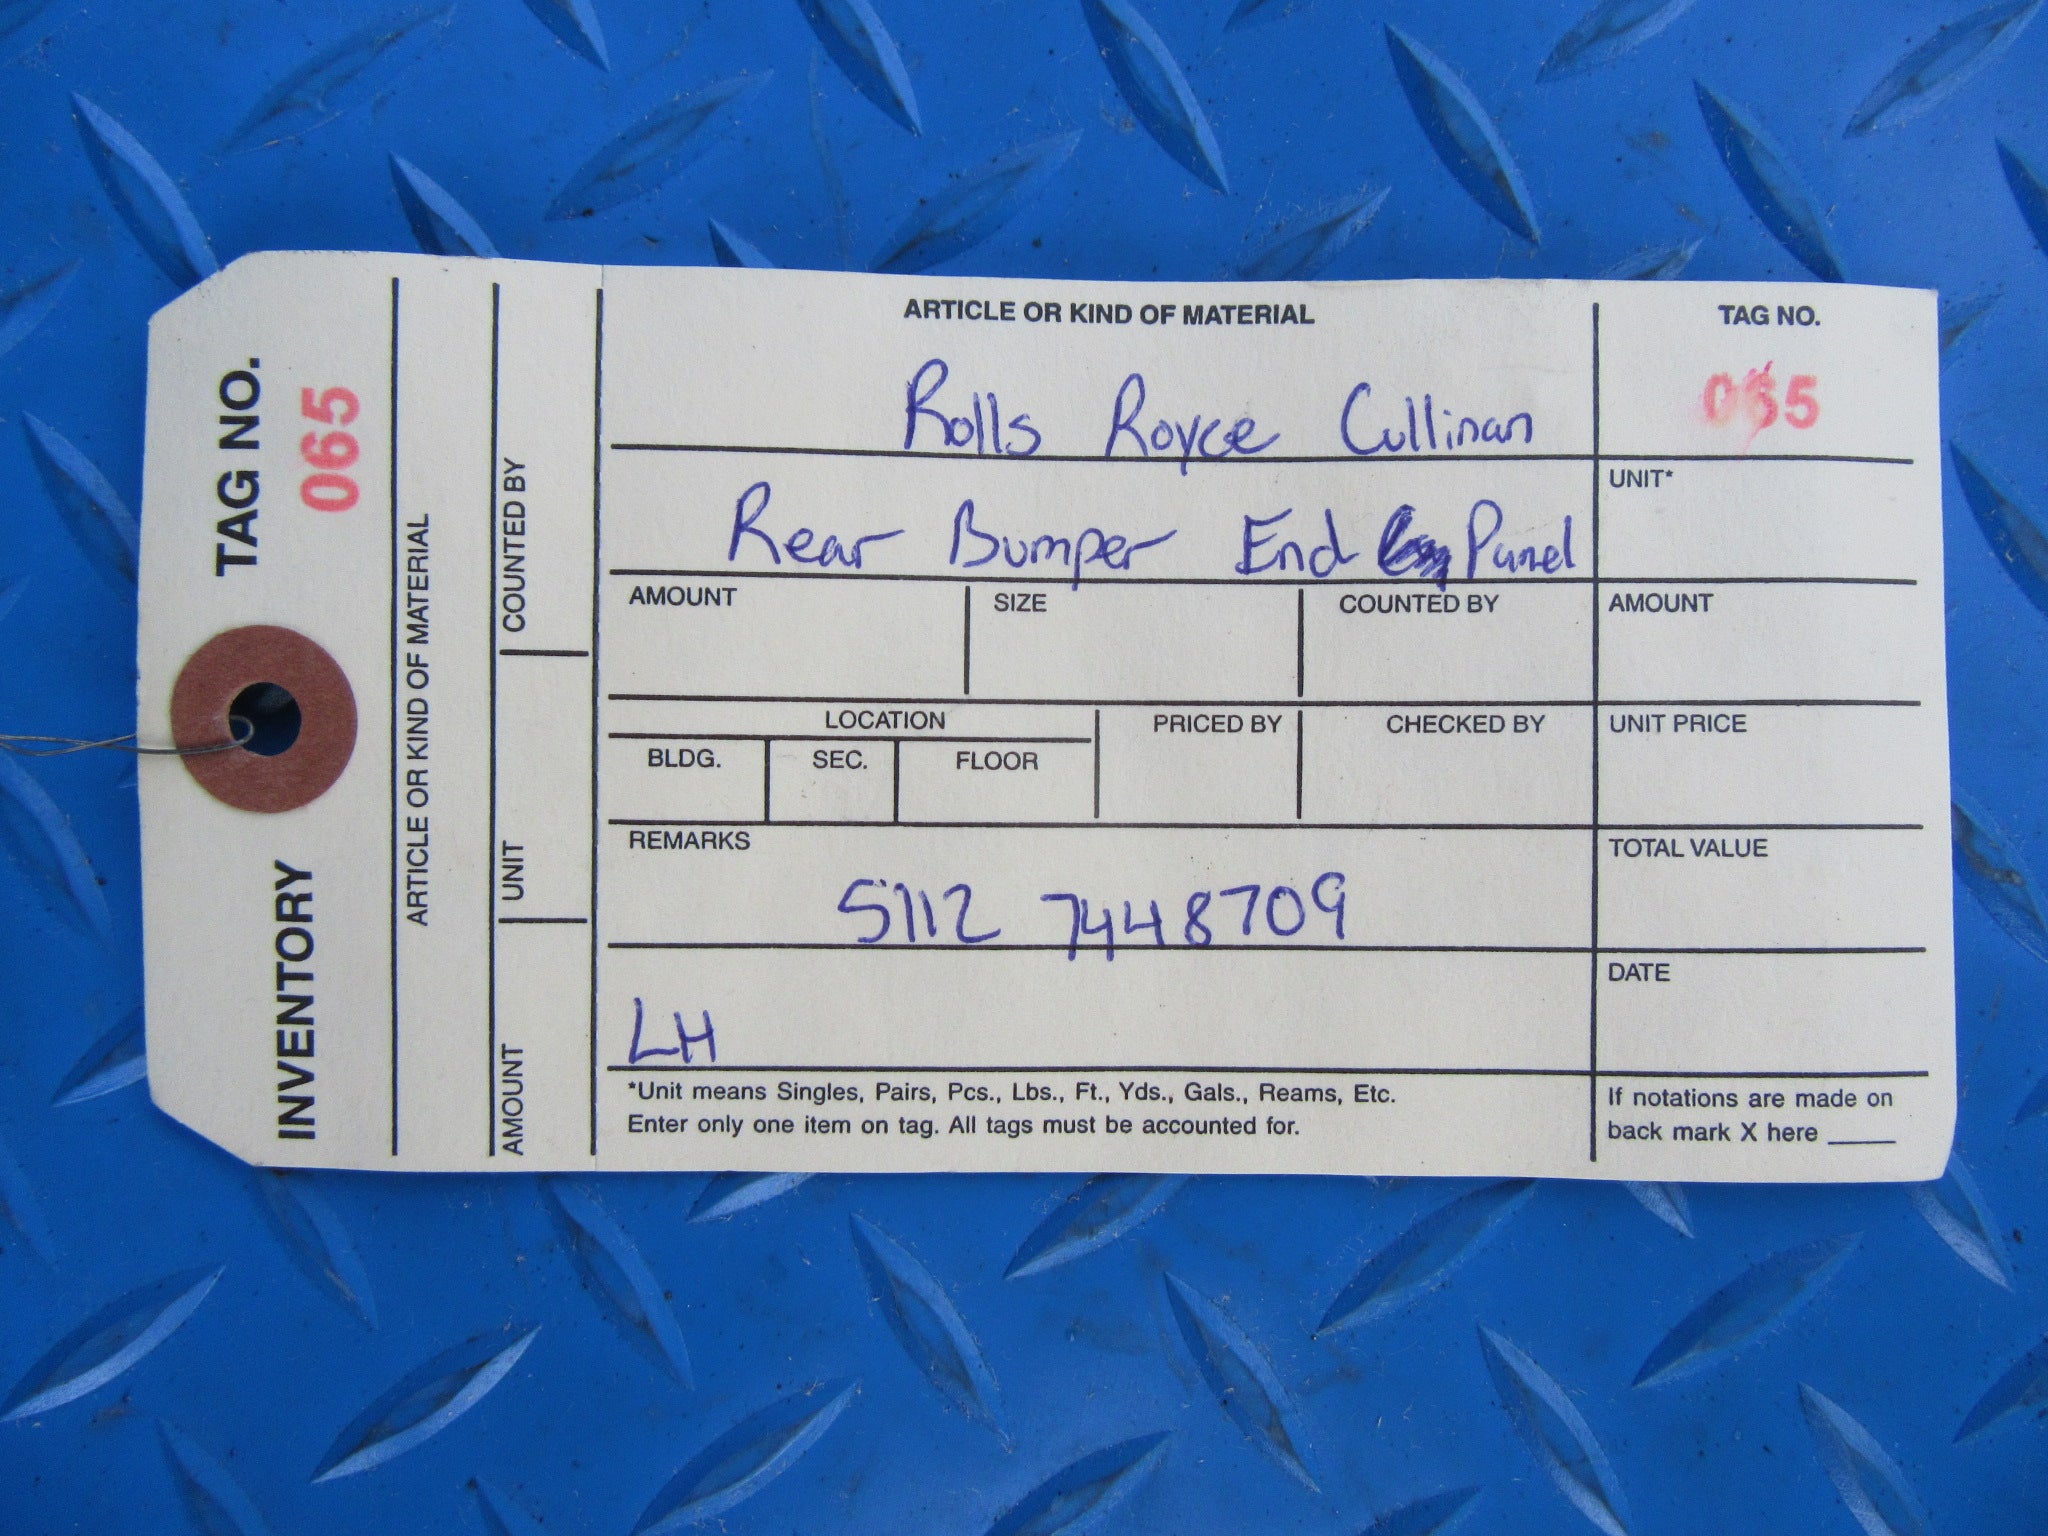 TAG NO.
065
INVENTORY
ARTICLE OR KIND OF MATERIAL
COUNTED BY
UNIT
AMOUNT
ARTICLE OR KIND OF MATERIAL
Rolls Royce Cullinan
Rear Bumper End Panel
TAG NO.
065
UNIT*
AMOUNT
SIZE
COUNTED BY
AMOUNT
LOCATION
BLDG.
SEC.
FLOOR
PRICED BY
CHECKED BY
UNIT PRICE
REMARKS
5112 7448709
TOTAL VALUE
LH
DATE
*Unit means Singles, Pairs, Pcs., Lbs., Ft., Yds., Gals., Reams, Etc.
Enter only one item on tag. All tags must be accounted for.
If notations are made on
back mark X here ____